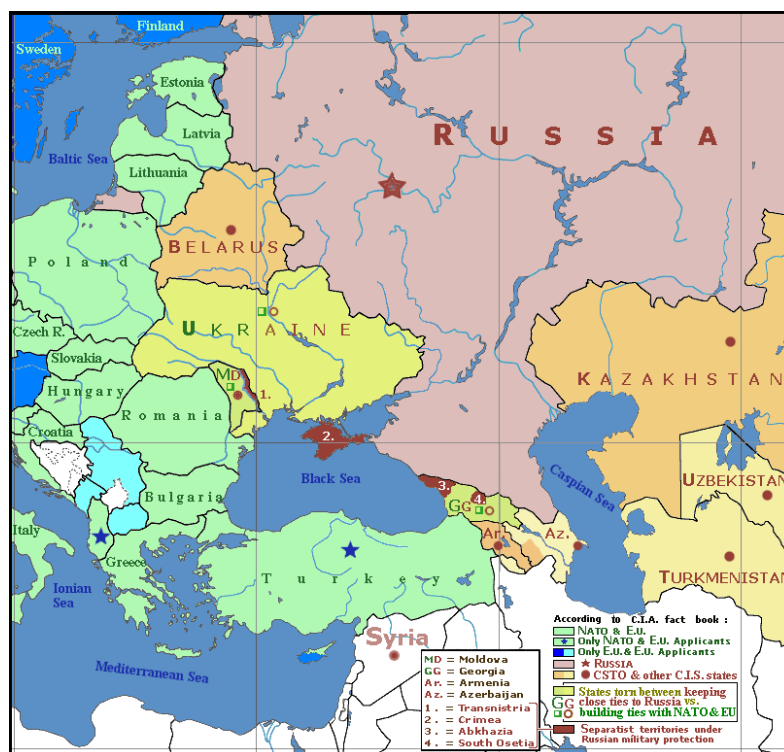 Finland
Sweden
Estonia
RUSSIA
Latvia
Baltic Sea
Lithuania
BELARUS
Poland
UKRAINE
Czech R.
Slovakia
MD
KAZAKHSTAN
Hungary
1.
Romania
Croatia
2.
Black Sea
3.
Caspian Sea
4.
UZBEKISTAN
Bulgaria
GG
Italy
Ar.
Az.
Greece
TURKMENISTAN
Ionian
Sea
Turkey
Syria
Mediterranean Sea
MD = Moldova
GG = Georgia
Ar. = Armenia
Az. = Azerbaijan
1. = Transnistria
2. = Crimea
3. = Abkhazia
4. = South Osetia
According to C.I.A. fact book :
NATO & E.U.
Only NATO & E.U. Applicants
Only E.U. & E.U. Applicants
RUSSIA
CSTO & other C.I.S. states
States torn between keeping
GG close ties to Russia vs.
building ties with NATO & EU
Separatist territories under
Russian military protection